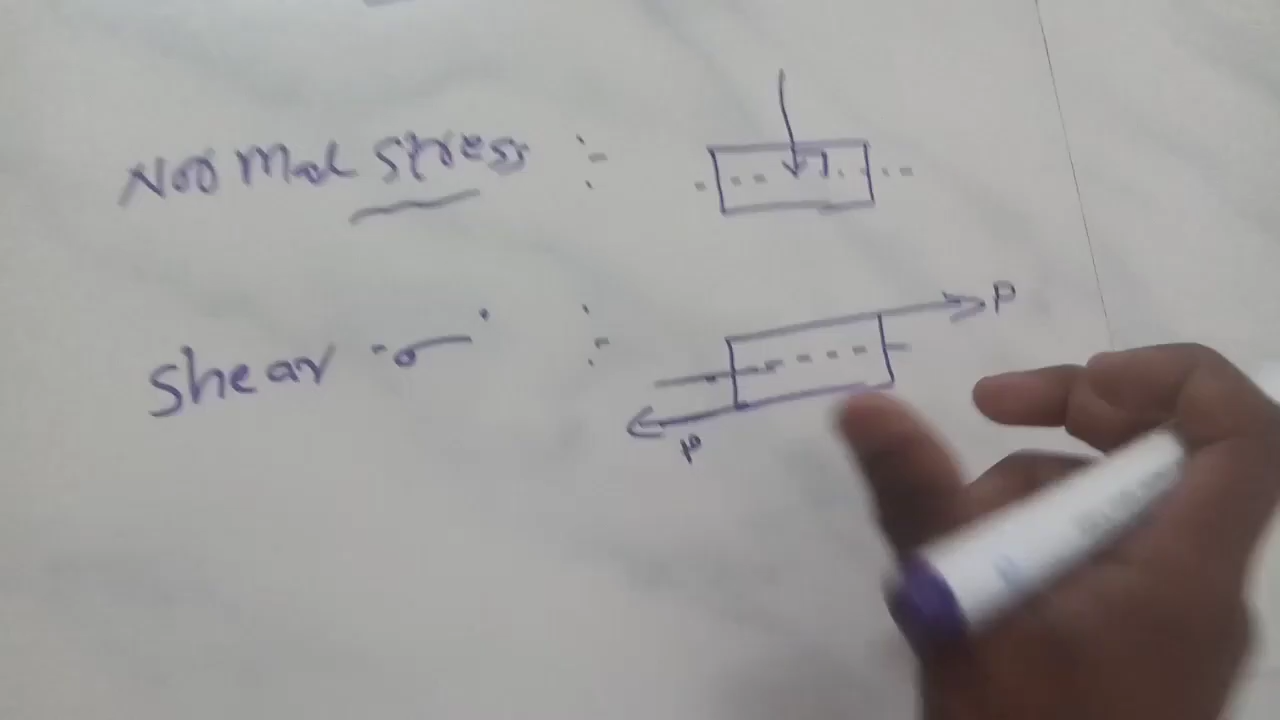 Normal stress :-
Shear -σ- :-
P
P